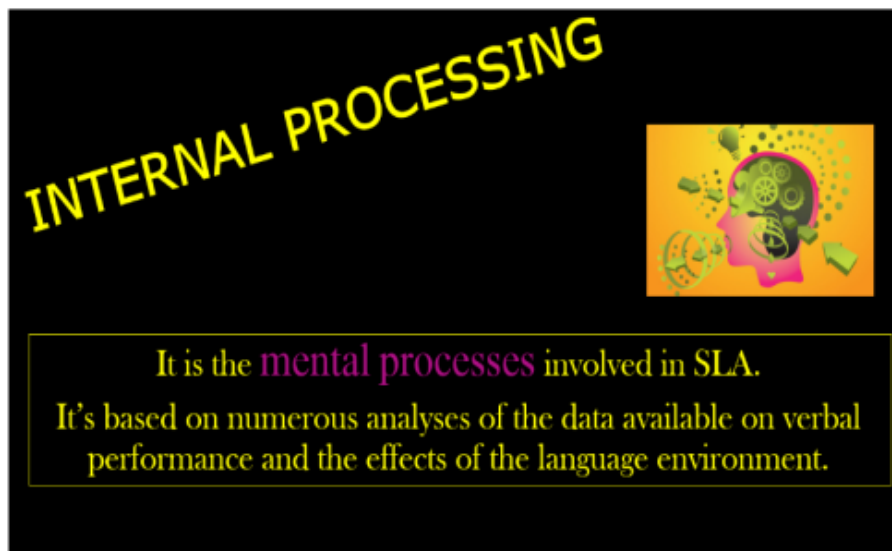 INTERNAL PROCESSING
It is the mental processes involved in SLA.
It's based on numerous analyses of the data available on verbal
performance and the effects of the language environment.